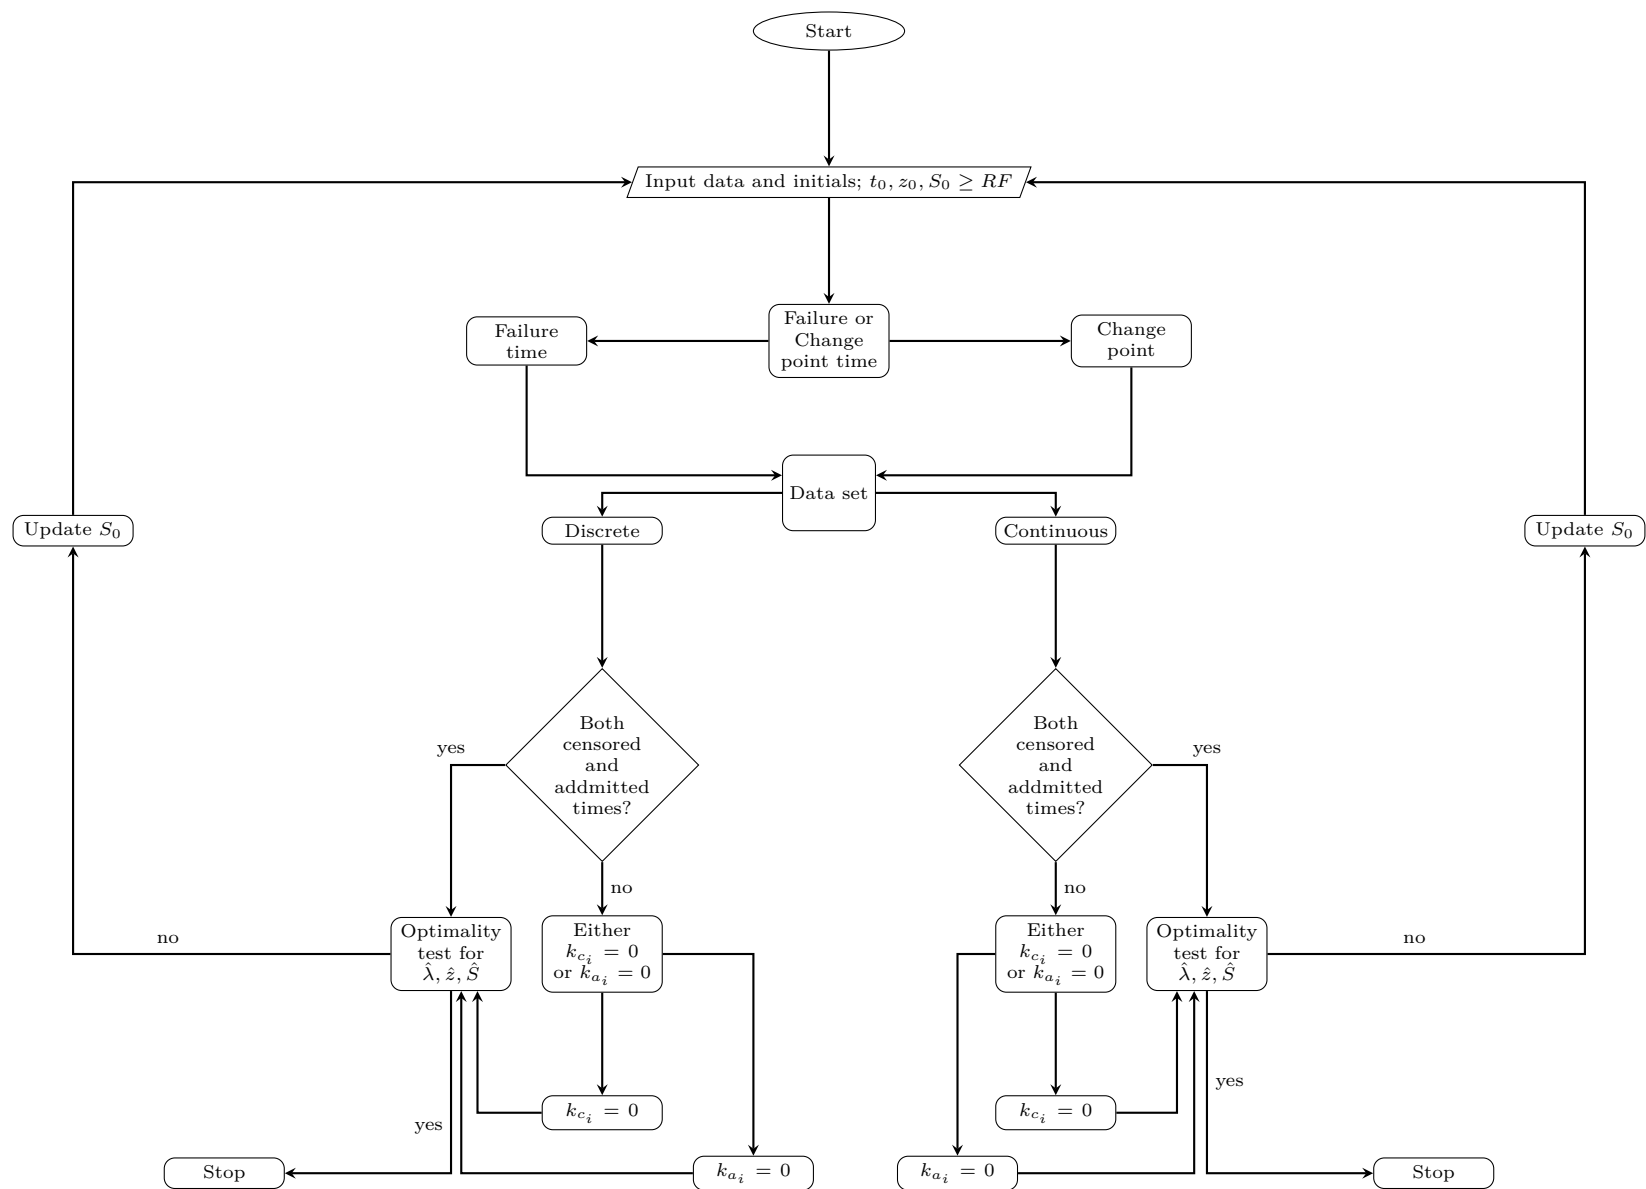 Start
Input data and initials; t₀, z₀, S₀ ≥ RF
Failure
time
Failure or
Change
point time
Change
point
Data set
Update S₀
Discrete
Continuous
Update S₀
Both
censored
and
addmitted
times?
Both
censored
and
addmitted
times?
yes
yes
no
no
no
Optimality
test for
λ̂, ẑ, Ŝ
Either
k_{c_i} = 0
or k_{a_i} = 0
Either
k_{c_i} = 0
or k_{a_i} = 0
Optimality
test for
λ̂, ẑ, Ŝ
no
yes
k_{c_i} = 0
k_{c_i} = 0
yes
Stop
k_{a_i} = 0
k_{a_i} = 0
Stop